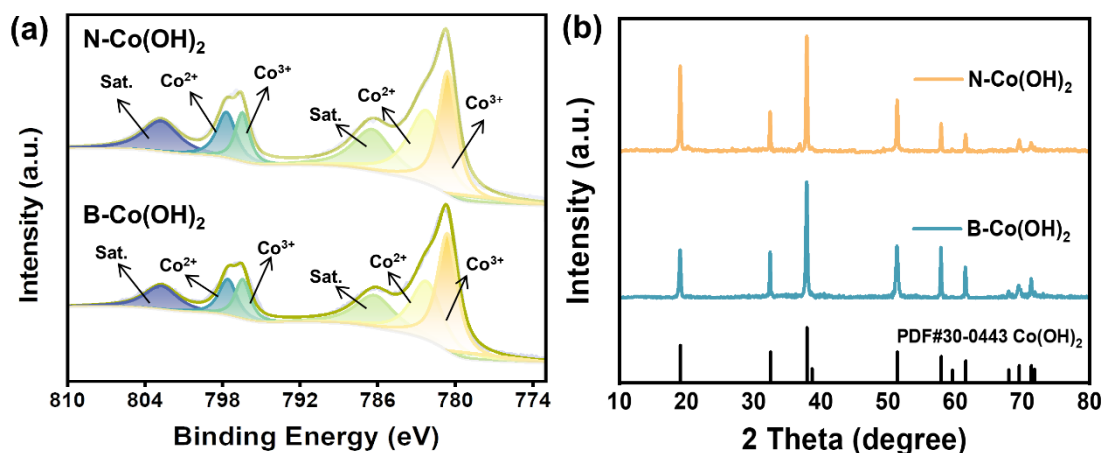 (a)
N-Co(OH)₂
Sat.
Co²⁺
Co³⁺
Sat.
Co²⁺
Co³⁺
B-Co(OH)₂
Sat.
Co²⁺
Co³⁺
Sat.
Co²⁺
Co³⁺
Intensity (a.u.)
810 804 798 792 786 780 774
Binding Energy (eV)
(b)
N-Co(OH)₂
B-Co(OH)₂
PDF#30-0443 Co(OH)₂
Intensity (a.u.)
10 20 30 40 50 60 70 80
2 Theta (degree)